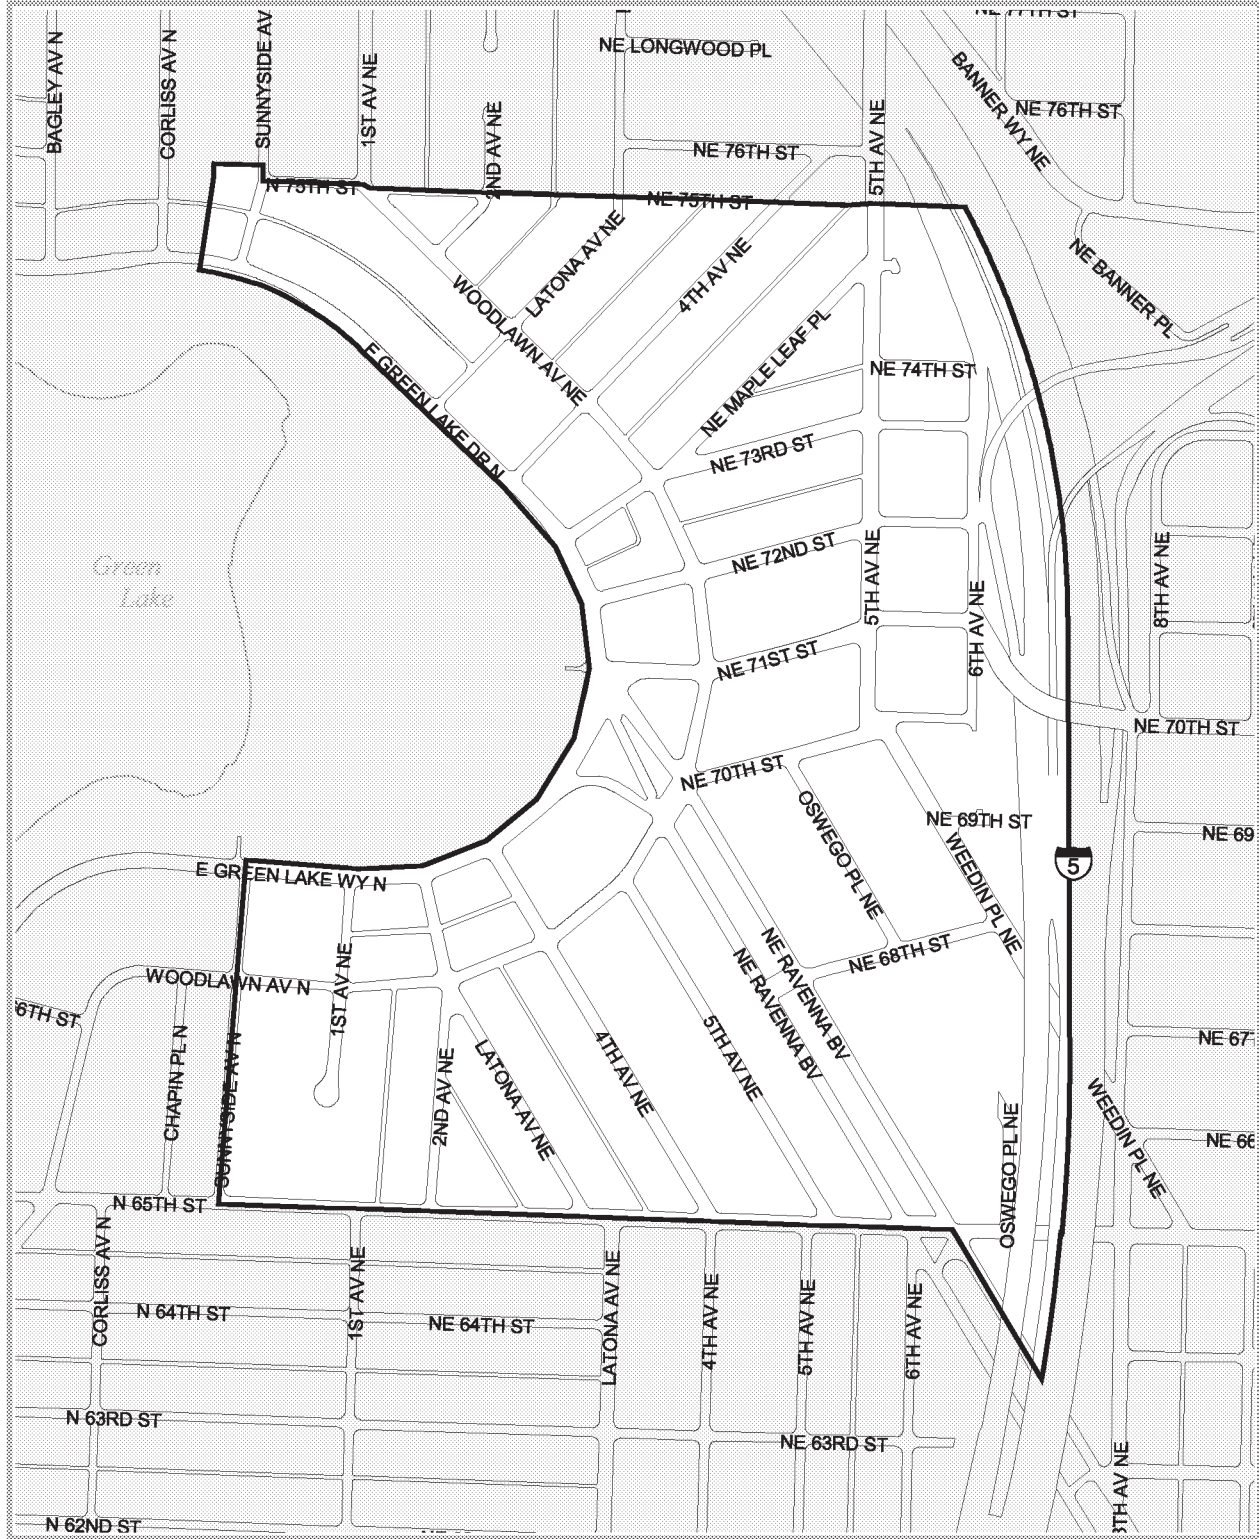 NE 77TH ST
BAGLEY AV N
CORLISS AV N
SUNNYSIDE AV
1ST AV NE
2ND AV NE
NE LONGWOOD PL
5TH AV NE
BANNER WY NE
NE 76TH ST
NE 76TH ST
N 75TH ST
NE 75TH ST
LATONA AV NE
4TH AV NE
WOODLAWN AV NE
NE BANNER PL
NE MAPLE LEAF PL
E GREEN LAKE DR N
NE 74TH ST
NE 73RD ST
NE 72ND ST
5TH AV NE
6TH AV NE
8TH AV NE
Green
Lake
NE 71ST ST
NE 70TH ST
NE 70TH ST
OSWEGO PL NE
NE 69TH ST
WEEDIN PL NE
NE 69
5
E GREEN LAKE WY N
NE 68TH ST
NE RAVENNA BV
NE RAVENNA BV
WOODLAWN AV N
1ST AV NE
6TH ST
CHAPIN PL N
SUNNYSIDE AV N
2ND AV NE
LATONA AV NE
4TH AV NE
5TH AV NE
NE 67
WEEDIN PL NE
NE 66
OSWEGO PL NE
N 65TH ST
CORLISS AV N
1ST AV NE
LATONA AV NE
4TH AV NE
5TH AV NE
6TH AV NE
N 64TH ST
NE 64TH ST
N 63RD ST
NE 63RD ST
8TH AV NE
N 62ND ST